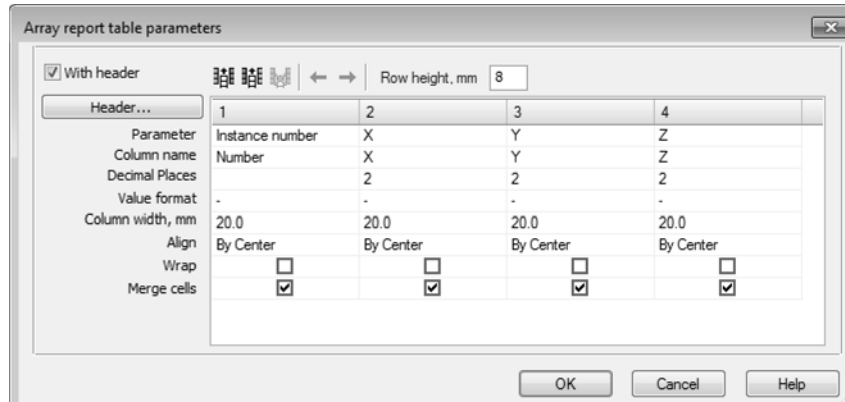 Array report table parameters
With header
Row height, mm 8
Header... 1 2 3 4
Parameter Instance number X Y Z
Column name Number X Y Z
Decimal Places 2 2 2
Value format - - - -
Column width, mm 20.0 20.0 20.0 20.0
Align By Center By Center By Center By Center
Wrap
Merge cells
OK Cancel Help